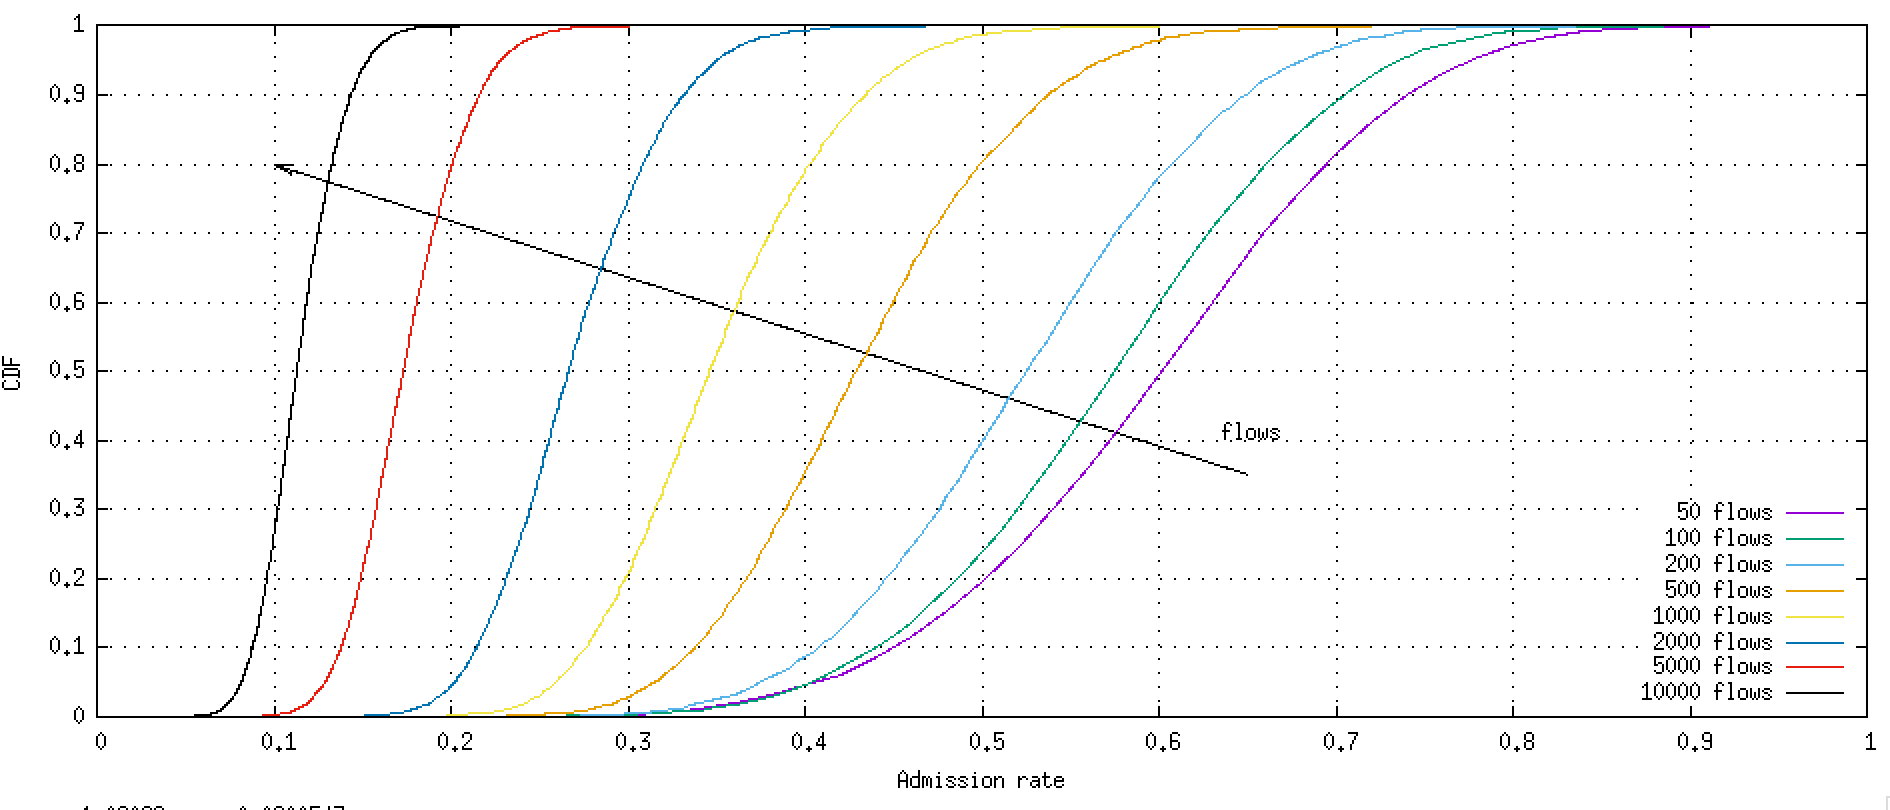 1
0.9
0.8
0.7
0.6
0.5
0.4
0.3
0.2
0.1
0
CDF
flows
50 flows
100 flows
200 flows
500 flows
1000 flows
2000 flows
5000 flows
10000 flows
0 0.1 0.2 0.3 0.4 0.5 0.6 0.7 0.8 0.9 1
Admission rate